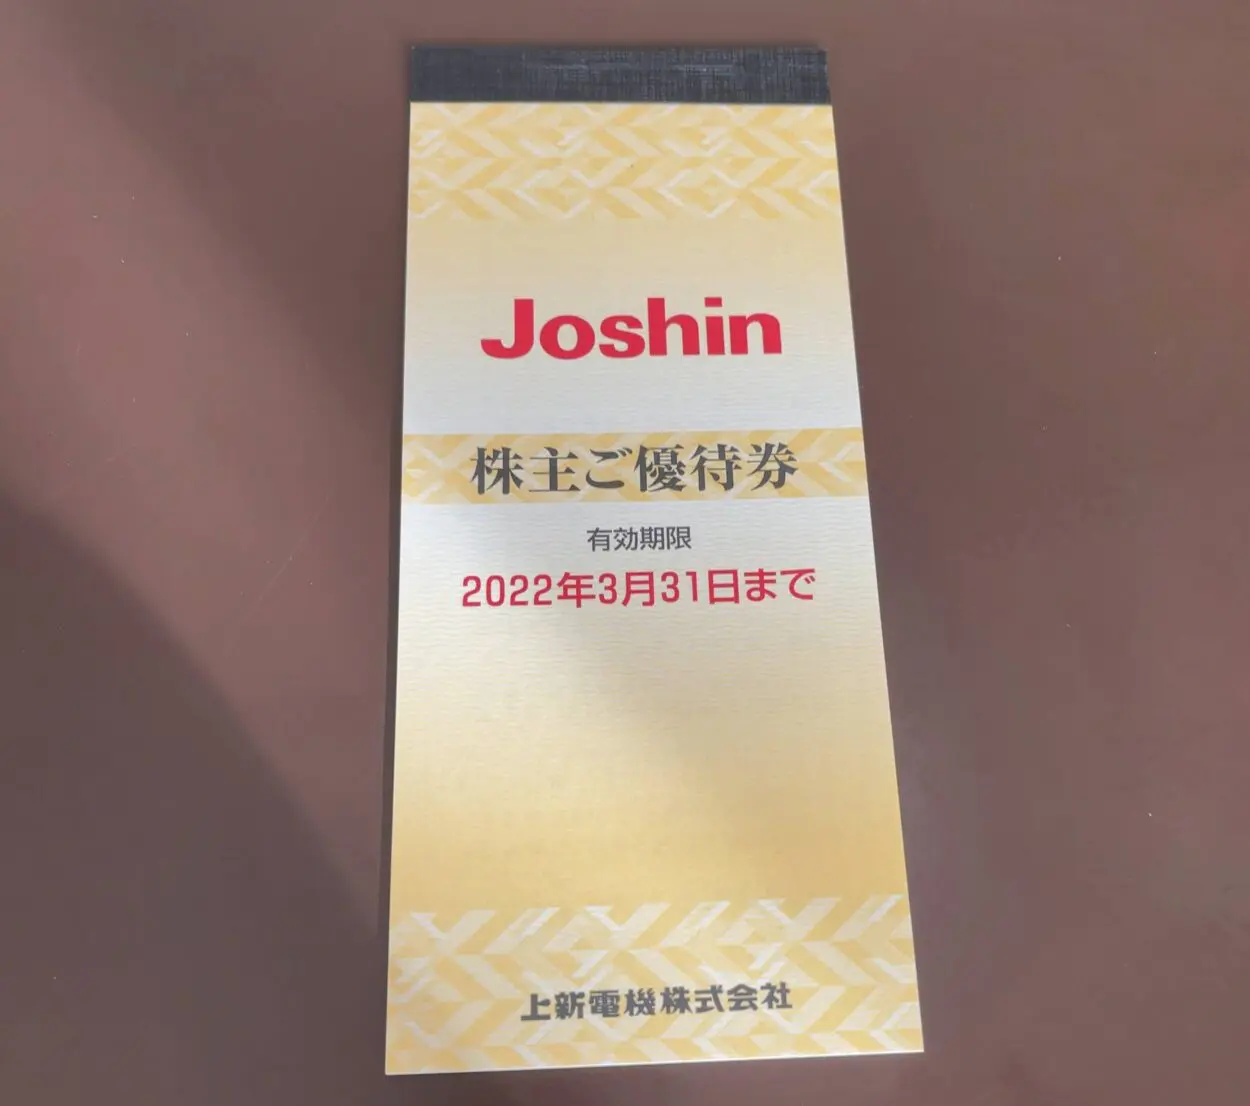 Joshin
株主ご優待券
有効期限
2022年3月31日まで
上新電機株式会社